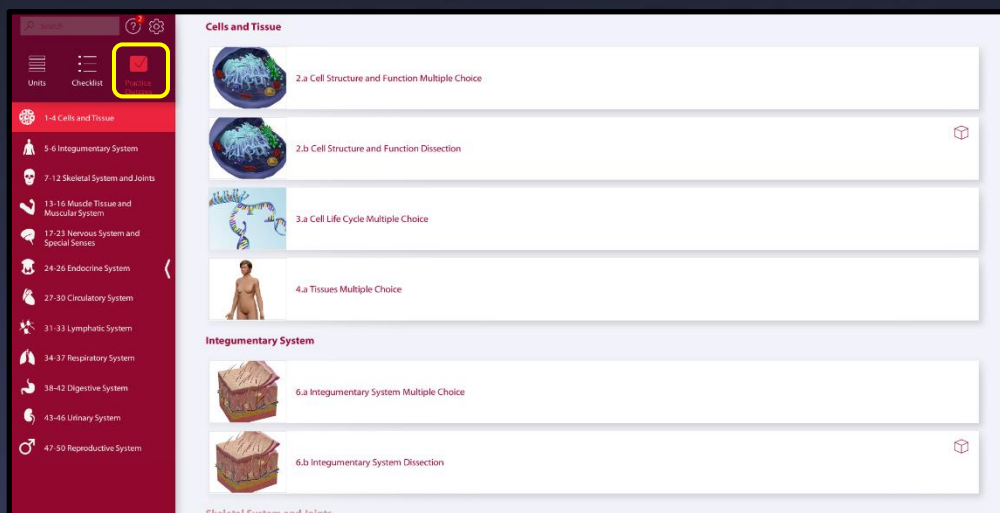 Search
2
?
Units
Checklist
Practice
Quizzes
1-4 Cells and Tissue
5-6 Integumentary System
7-12 Skeletal System and Joints
13-16 Muscle Tissue and
Muscular System
17-23 Nervous System and
Special Senses
24-26 Endocrine System
27-30 Circulatory System
31-33 Lymphatic System
34-37 Respiratory System
38-42 Digestive System
43-46 Urinary System
47-50 Reproductive System
Cells and Tissue
2.a Cell Structure and Function Multiple Choice
2.b Cell Structure and Function Dissection
3.a Cell Life Cycle Multiple Choice
4.a Tissues Multiple Choice
Integumentary System
6.a Integumentary System Multiple Choice
6.b Integumentary System Dissection
Skeletal System and Joints